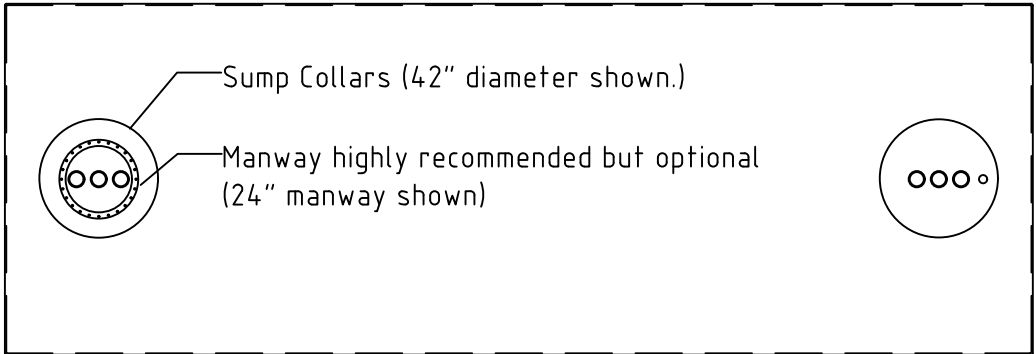 Sump Collars (42" diameter shown.)
Manway highly recommended but optional
(24" manway shown)